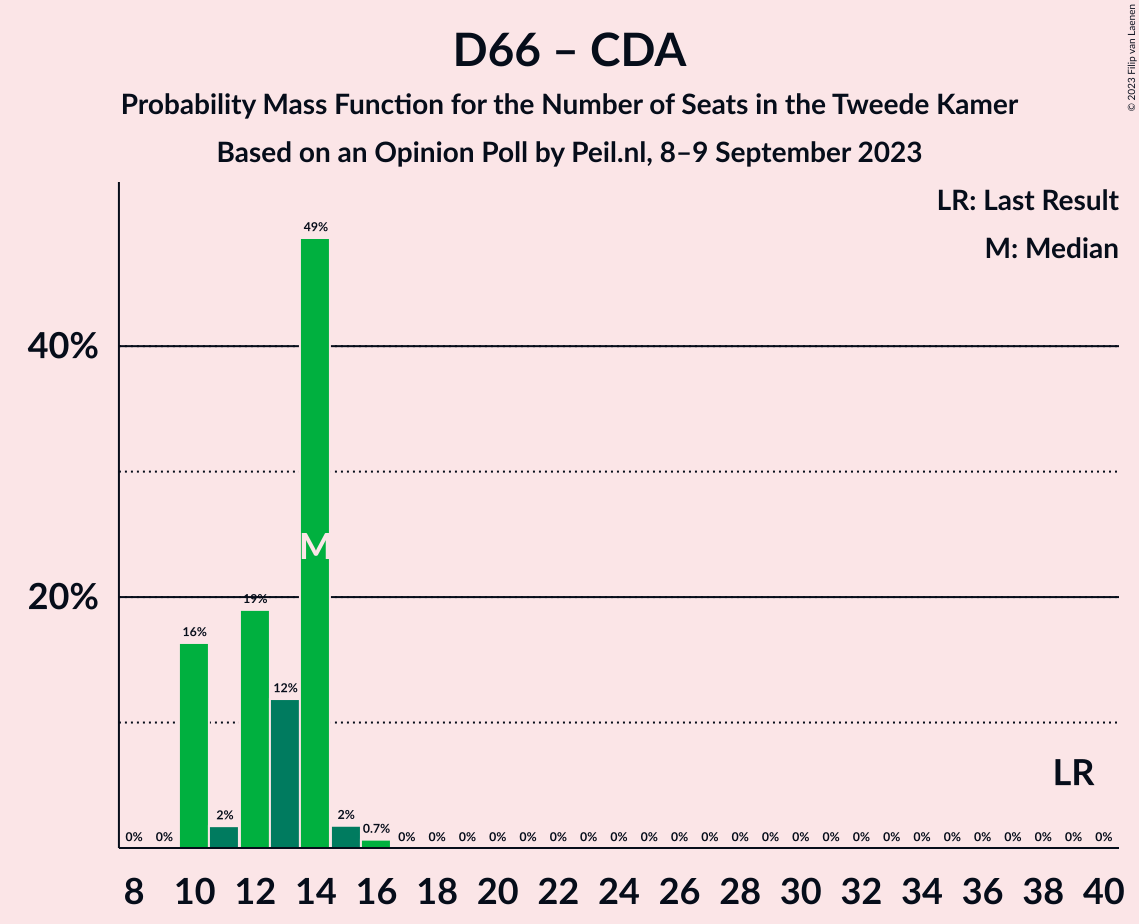 D66 – CDA
Probability Mass Function for the Number of Seats in the Tweede Kamer
Based on an Opinion Poll by Peil.nl, 8–9 September 2023
© 2023 Filip van Laenen
LR: Last Result
M: Median
49%
40%
M
20%
19%
16%
12%
LR
0% 0% 2% 2% 0.7% 0% 0% 0% 0% 0% 0% 0% 0% 0% 0% 0% 0% 0% 0% 0% 0% 0% 0% 0% 0% 0% 0% 0% 0%
8 10 12 14 16 18 20 22 24 26 28 30 32 34 36 38 40